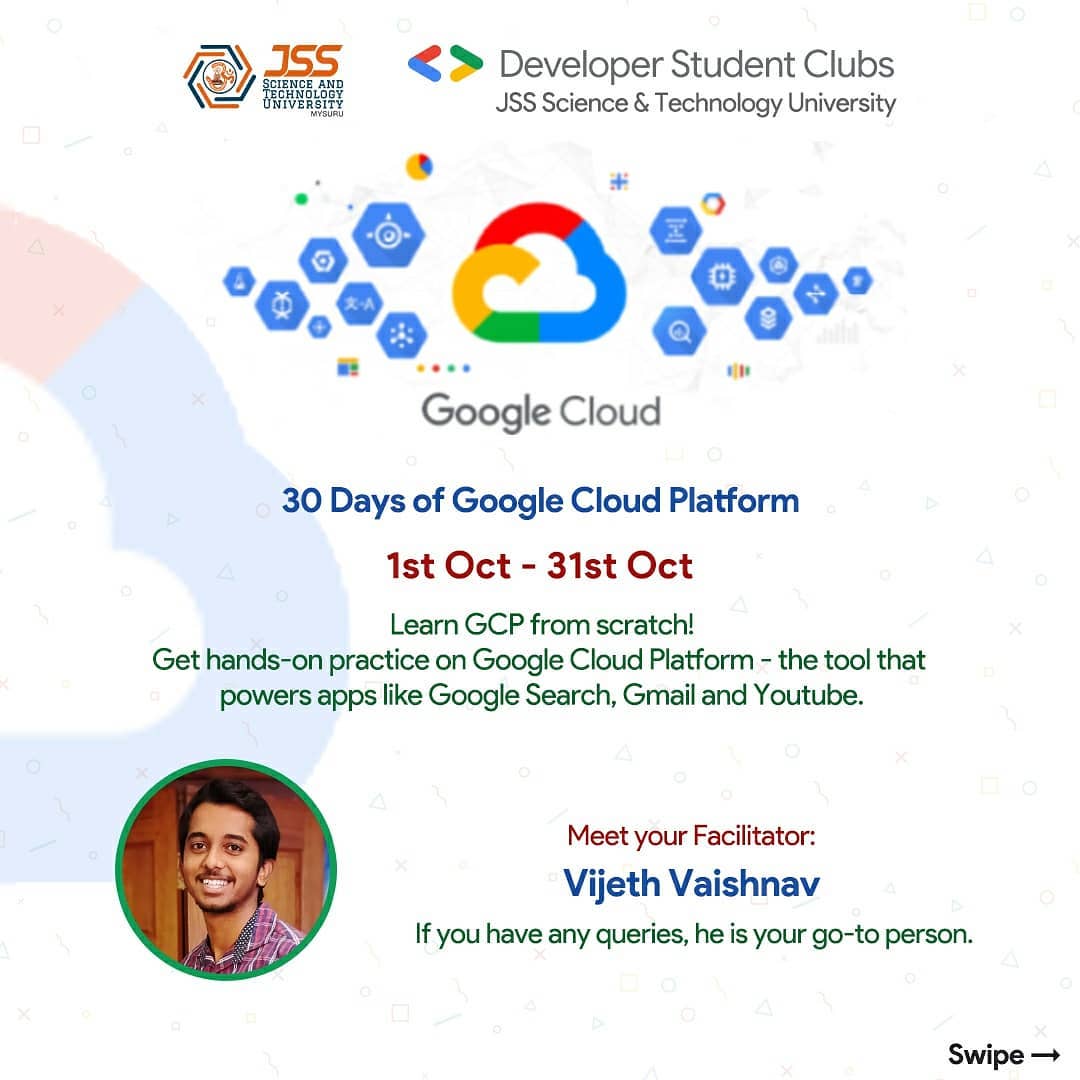 JSS
SCIENCE AND
TECHNOLOGY
UNIVERSITY
MYSURU
Developer Student Clubs
JSS Science & Technology University
文-A
Google Cloud
30 Days of Google Cloud Platform
1st Oct - 31st Oct
Learn GCP from scratch!
Get hands-on practice on Google Cloud Platform - the tool that
powers apps like Google Search, Gmail and Youtube.
Meet your Facilitator:
Vijeth Vaishnav
If you have any queries, he is your go-to person.
Swipe →